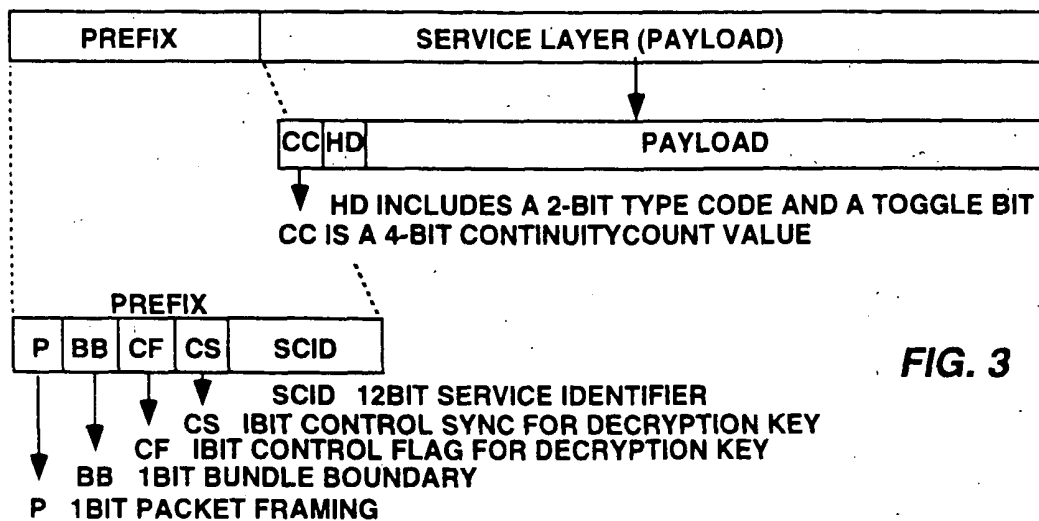 PREFIX SERVICE LAYER (PAYLOAD)
CC HD PAYLOAD
HD INCLUDES A 2-BIT TYPE CODE AND A TOGGLE BIT
CC IS A 4-BIT CONTINUITYCOUNT VALUE
PREFIX
P BB CF CS SCID
FIG. 3
SCID 12BIT SERVICE IDENTIFIER
CS IBIT CONTROL SYNC FOR DECRYPTION KEY
CF IBIT CONTROL FLAG FOR DECRYPTION KEY
BB 1BIT BUNDLE BOUNDARY
P 1BIT PACKET FRAMING